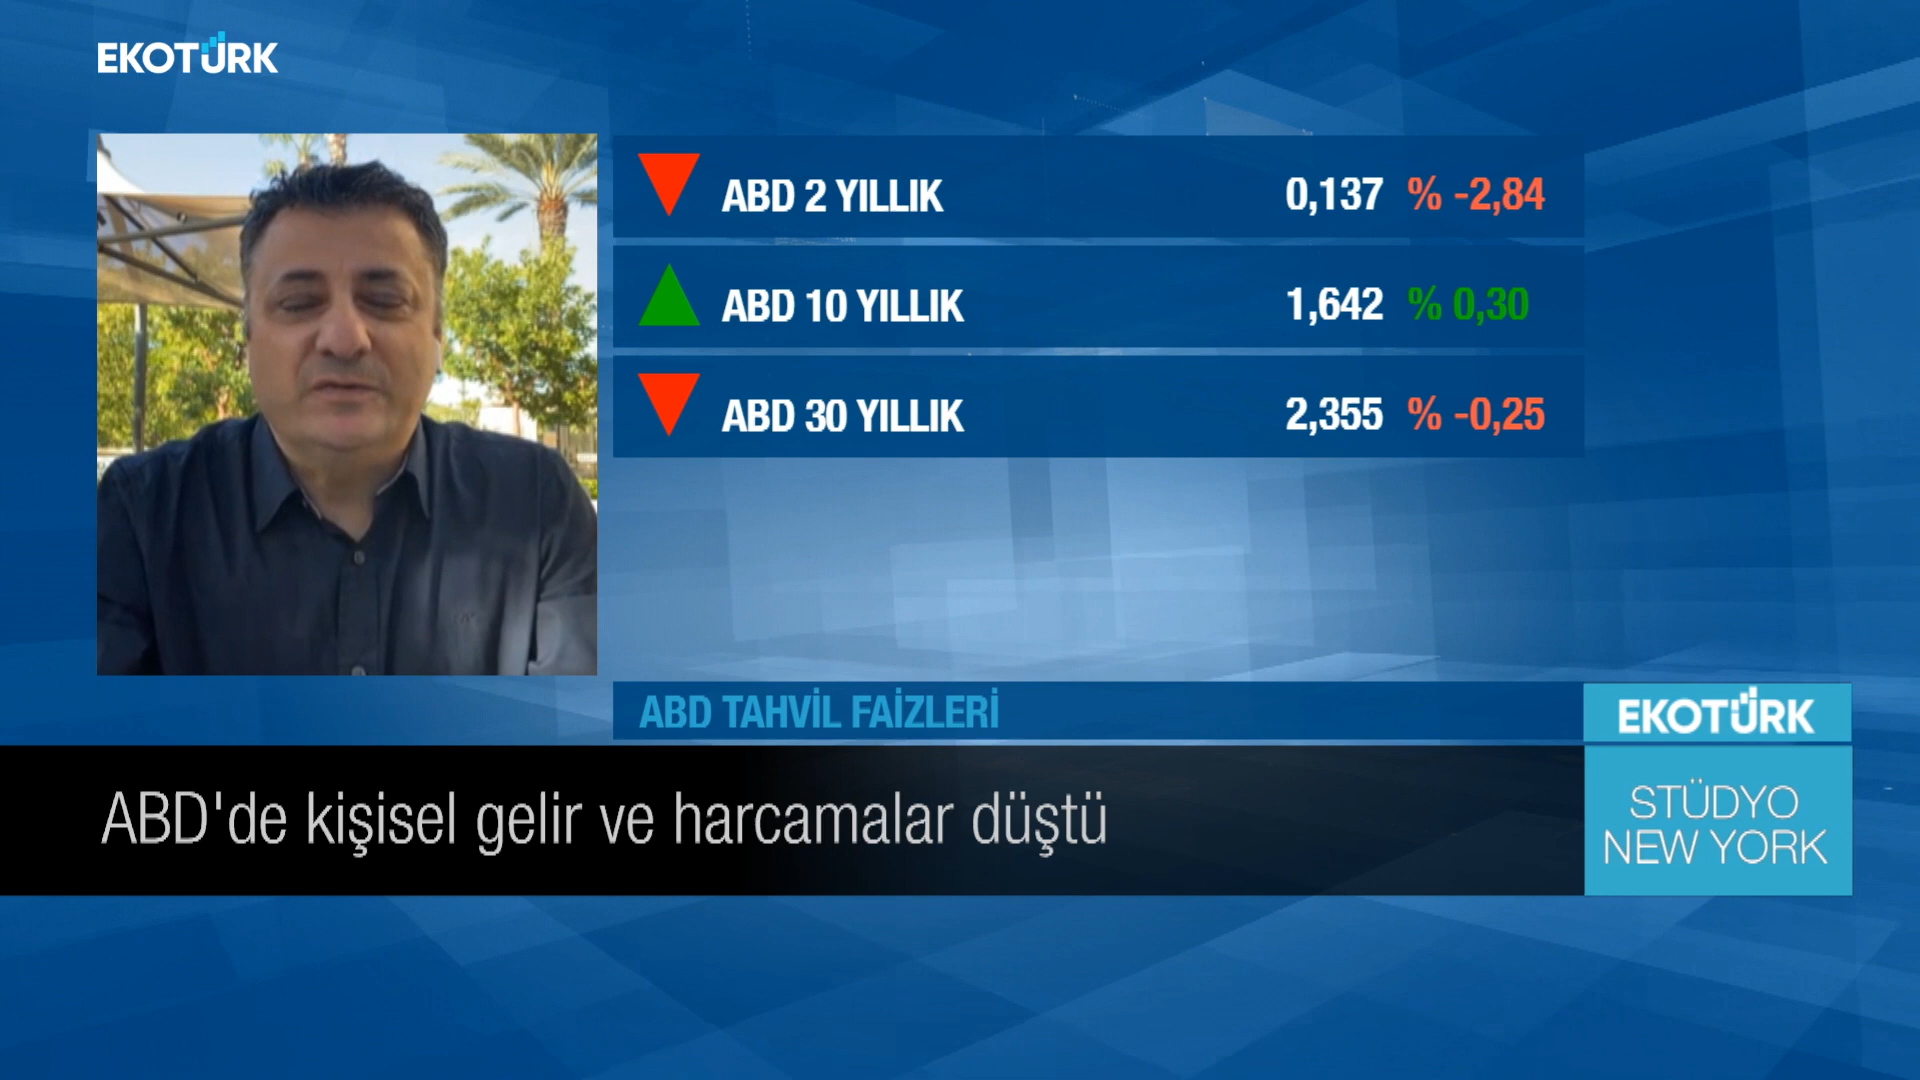 EKOTÜRK
ABD 2 YILLIK 0,137 % -2,84
ABD 10 YILLIK 1,642 % 0,30
ABD 30 YILLIK 2,355 % -0,25
ABD TAHVİL FAİZLERİ
EKOTÜRK
ABD'de kişisel gelir ve harcamalar düştü
STÜDYO
NEW YORK